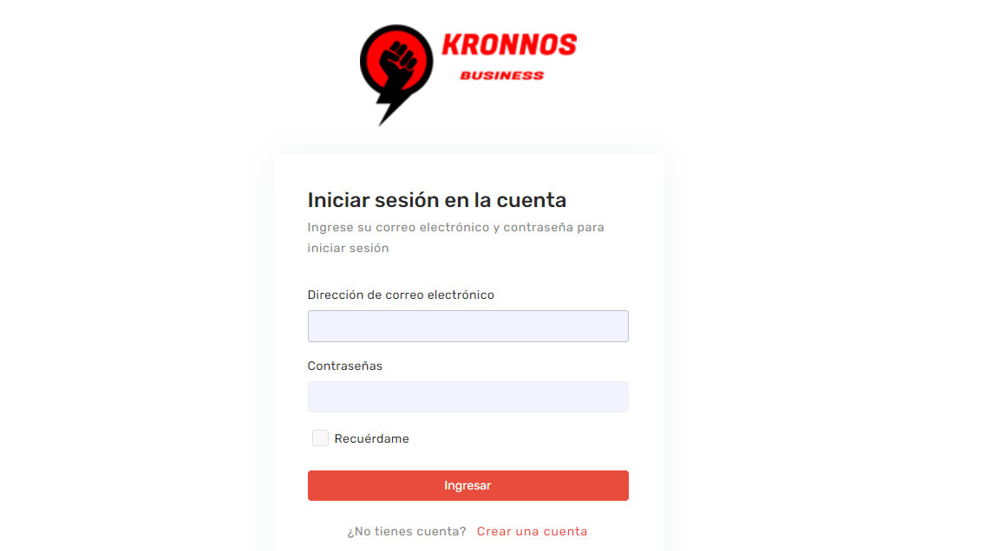 KRONNOS
BUSINESS
Iniciar sesión en la cuenta
Ingrese su correo electrónico y contraseña para
iniciar sesión
Dirección de correo electrónico
Contraseñas
Recuérdame
Ingresar
¿No tienes cuenta? Crear una cuenta